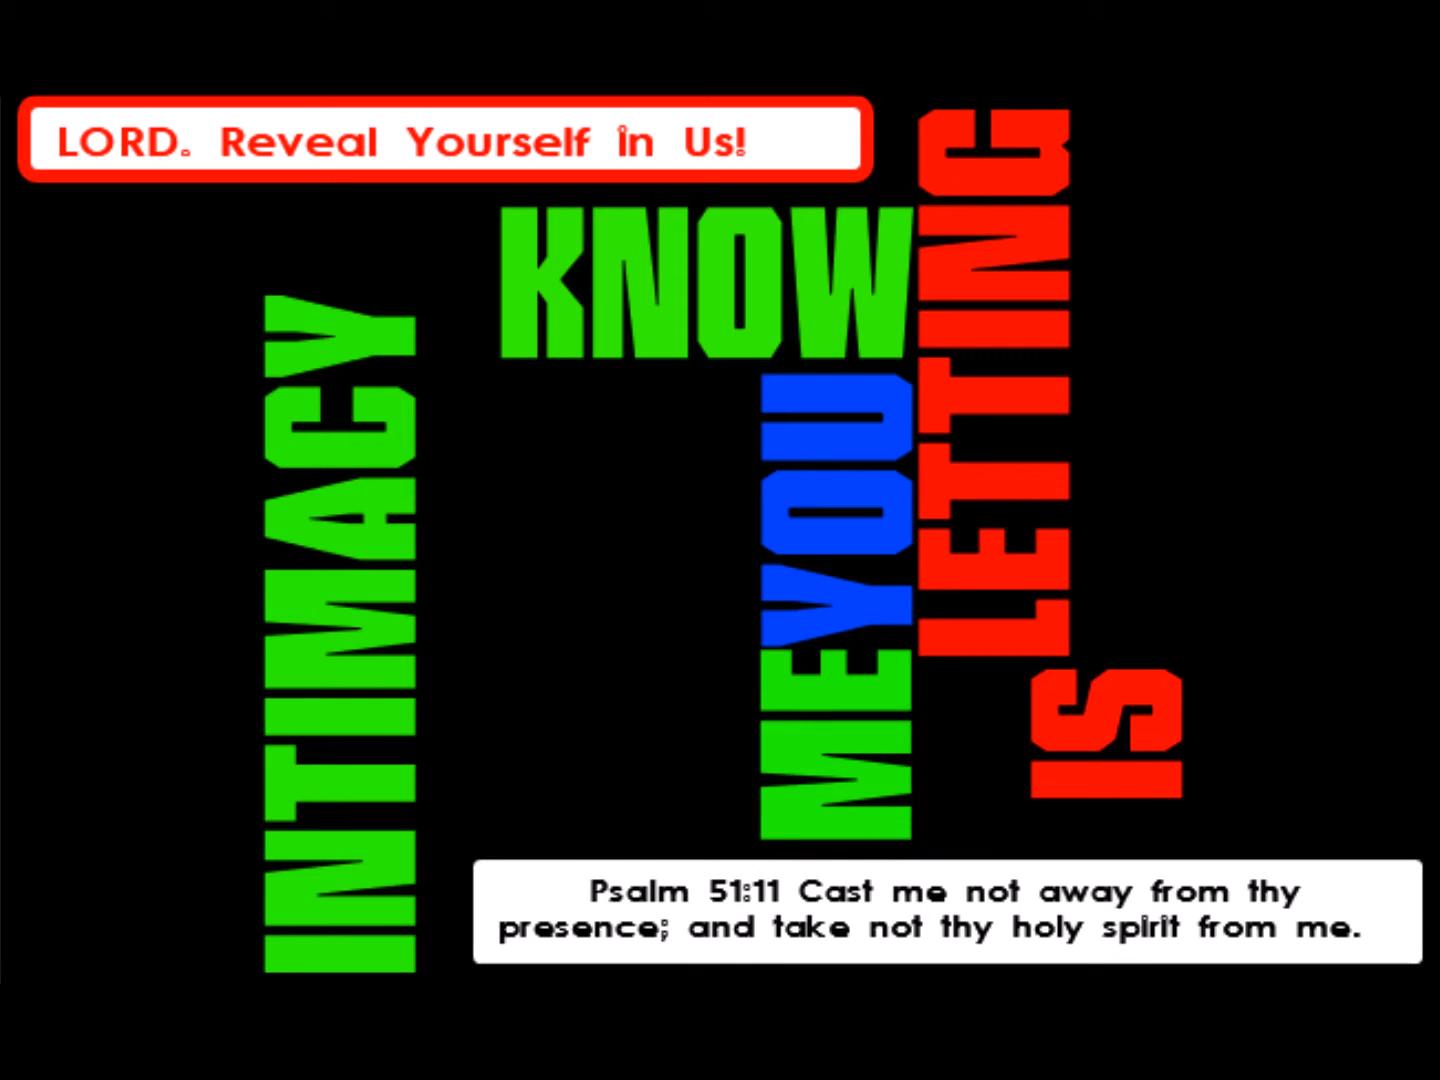 LORD. Reveal Yourself in Us!
INTIMACY
IS
LETTING
YOU
KNOW
ME
Psalm 51:11 Cast me not away from thy
presence; and take not thy holy spirit from me.